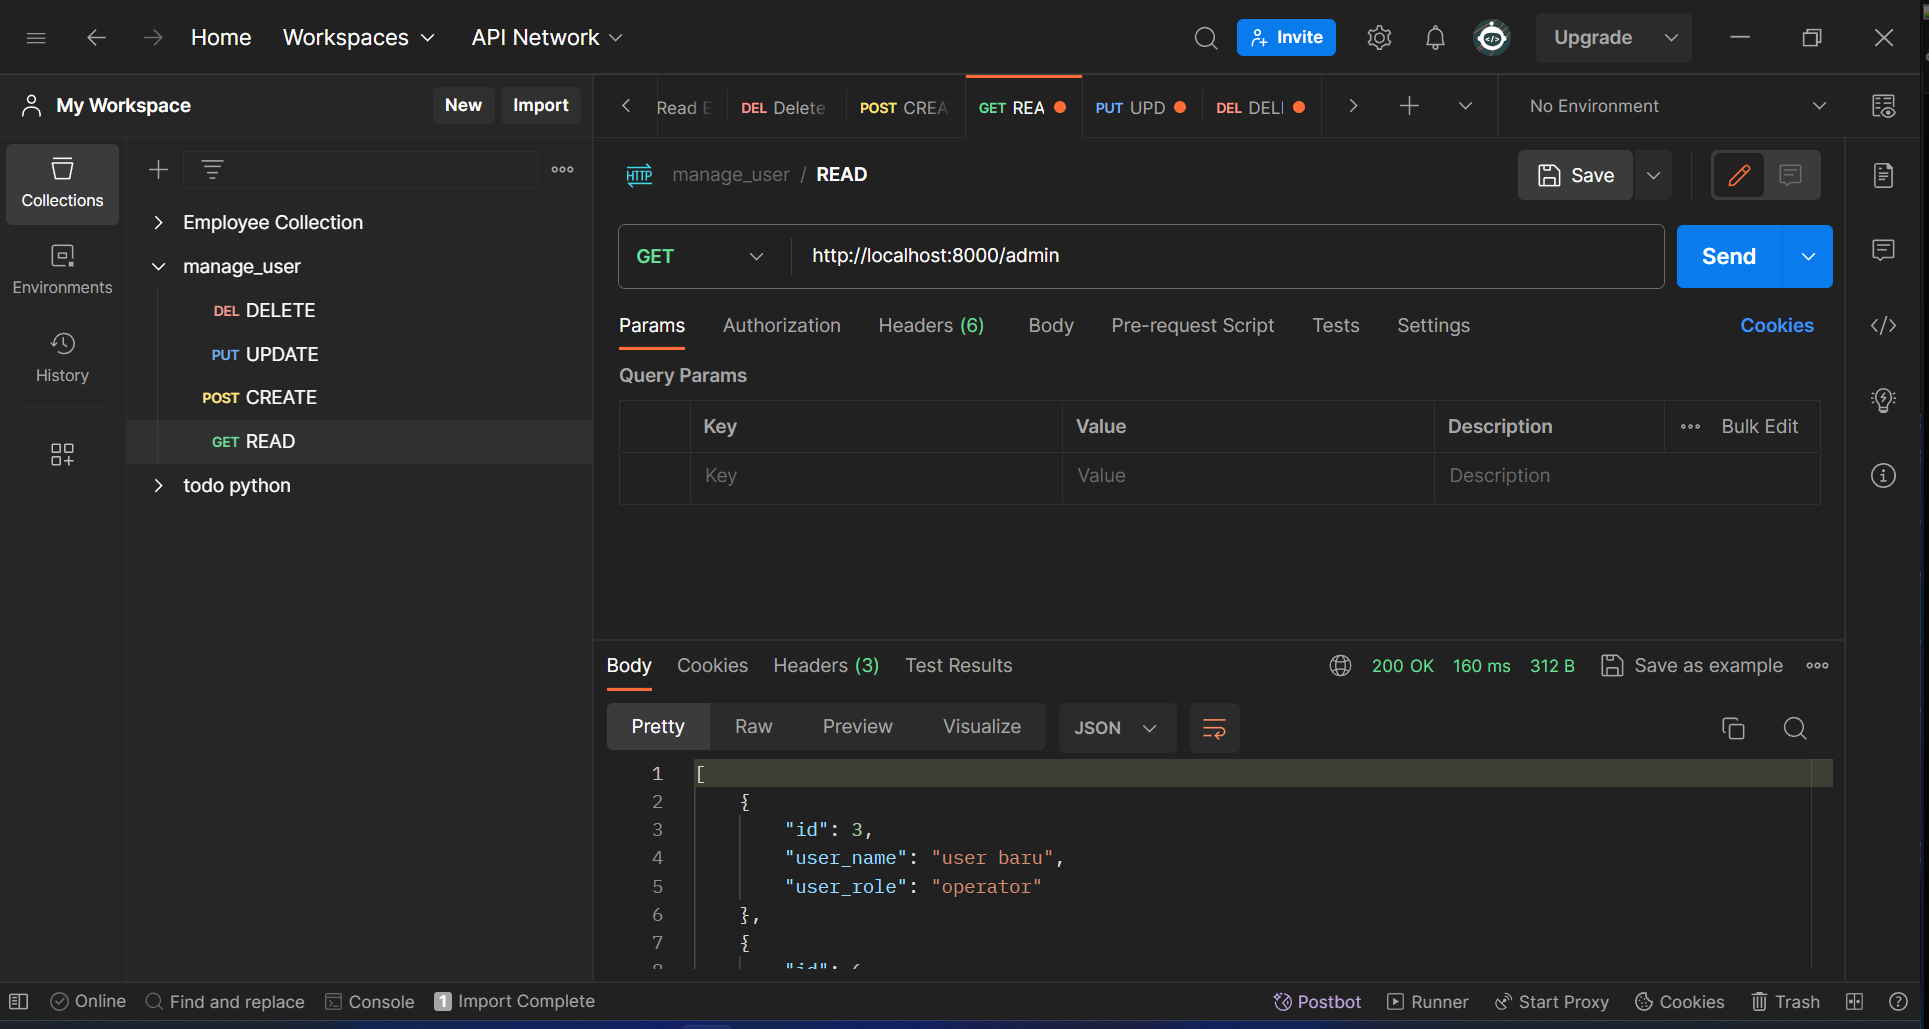 Home Workspaces API Network Invite Upgrade
My Workspace New Import
Read E DEL Delete POST CREA GET REA PUT UPD DEL DELI No Environment
Collections
Environments
History
Employee Collection
manage_user
DEL DELETE
PUT UPDATE
POST CREATE
GET READ
todo python
HTTP manage_user / READ Save
GET http://localhost:8000/admin Send
Params Authorization Headers (6) Body Pre-request Script Tests Settings Cookies
Query Params
Key Value Description Bulk Edit
Key Value Description
Body Cookies Headers (3) Test Results 200 OK 160 ms 312 B Save as example
Pretty Raw Preview Visualize JSON
1 [
2 {
3 "id": 3,
4 "user_name": "user baru",
5 "user_role": "operator"
6 },
7 {
8 "id": 6
Online Find and replace Console 1 Import Complete Postbot Runner Start Proxy Cookies Trash